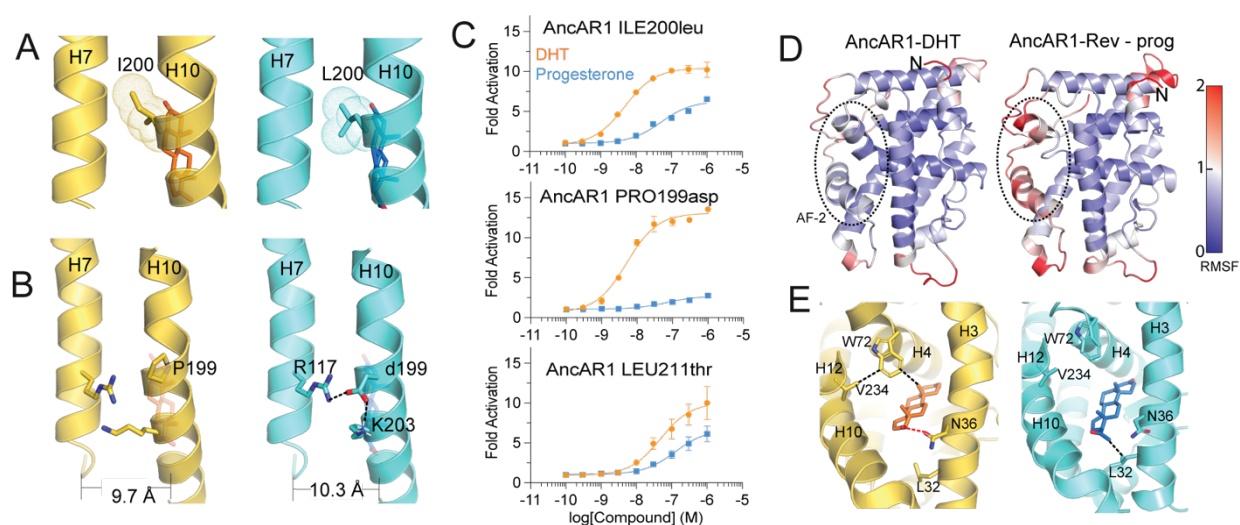 A
H7
I200
H10
H7
L200
H10
B
H7
H10
P199
9.7 Å
H7
H10
R117
d199
K203
10.3 Å
C
AncAR1 ILE200leu
DHT
Progesterone
Fold Activation
15
10
5
0
-11 -10 -9 -8 -7 -6 -5
AncAR1 PRO199asp
Fold Activation
15
10
5
0
-11 -10 -9 -8 -7 -6 -5
AncAR1 LEU211thr
Fold Activation
15
10
5
0
-11 -10 -9 -8 -7 -6 -5
log[Compound] (M)
D
AncAR1-DHT
AncAR1-Rev - prog
N
N
AF-2
2
1
0
RMSF
E
W72
H4
H3
H12
V234
H10
N36
L32
W72
H4
H3
H12
V234
H10
N36
L32